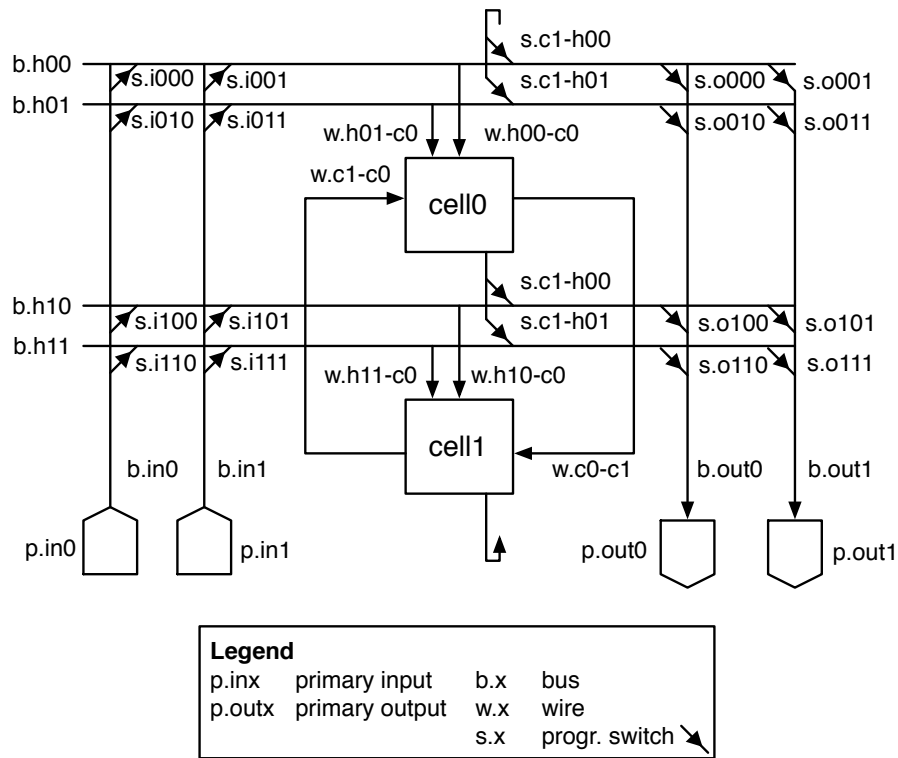 s.c1-h00
b.h00
s.i000 s.i001 s.c1-h01 s.o000 s.o001
b.h01
s.i010 s.i011 s.o010 s.o011
w.h01-c0 w.h00-c0
w.c1-c0
cell0
s.c1-h00
b.h10
s.i100 s.i101 s.c1-h01 s.o100 s.o101
b.h11
s.i110 s.i111 s.o110 s.o111
w.h11-c0 w.h10-c0
cell1
b.in0 b.in1 w.c0-c1 b.out0 b.out1
p.in0 p.in1 p.out0 p.out1
Legend
p.inx primary input b.x bus
p.outx primary output w.x wire
s.x progr. switch